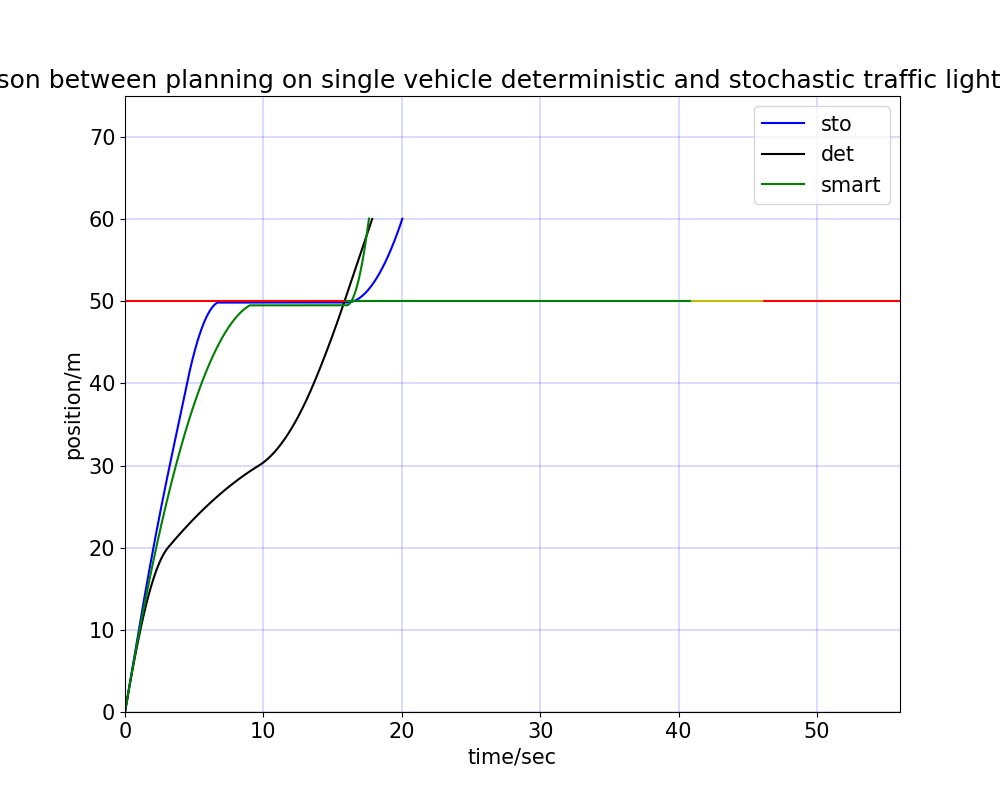 son between planning on single vehicle deterministic and stochastic traffic light
sto
det
smart
70
60
50
40
30
20
10
0
position/m
0 10 20 30 40 50
time/sec